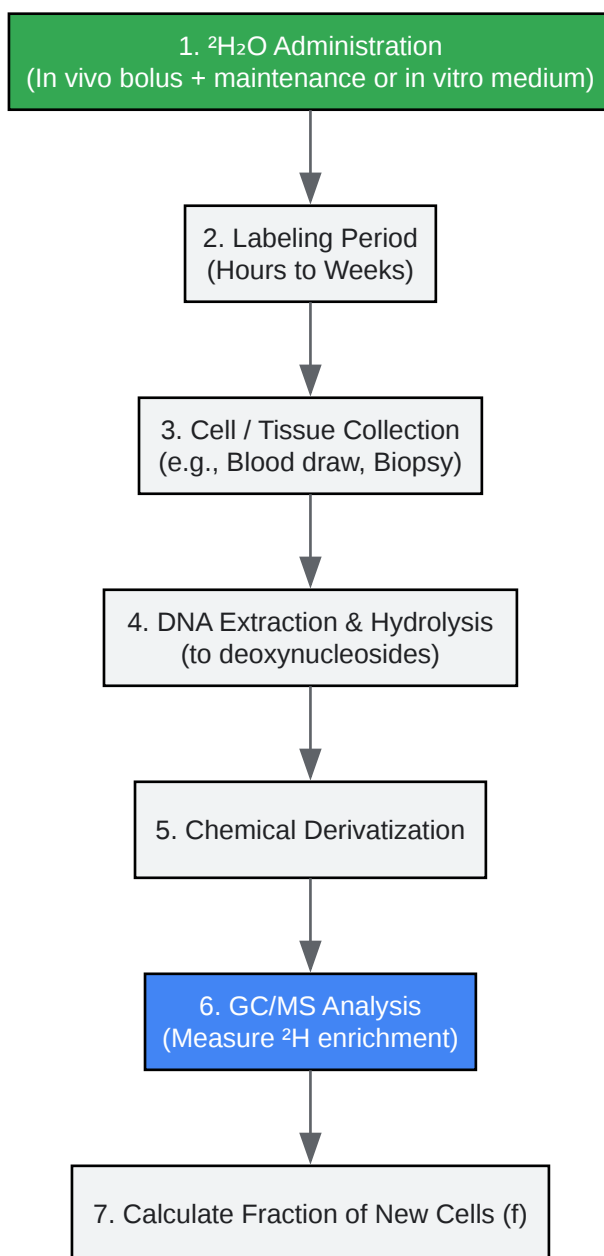 1. ²H₂O Administration
(In vivo bolus + maintenance or in vitro medium)
2. Labeling Period
(Hours to Weeks)
3. Cell / Tissue Collection
(e.g., Blood draw, Biopsy)
4. DNA Extraction & Hydrolysis
(to deoxynucleosides)
5. Chemical Derivatization
6. GC/MS Analysis
(Measure ²H enrichment)
7. Calculate Fraction of New Cells (f)